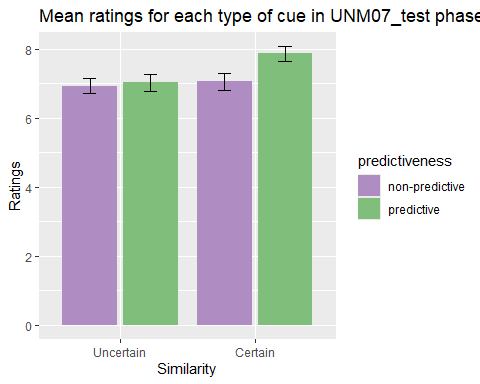 Mean ratings for each type of cue in UNM07_test phase
8
6
4
2
0
Ratings
Uncertain
Certain
Similarity
predictiveness
non-predictive
predictive